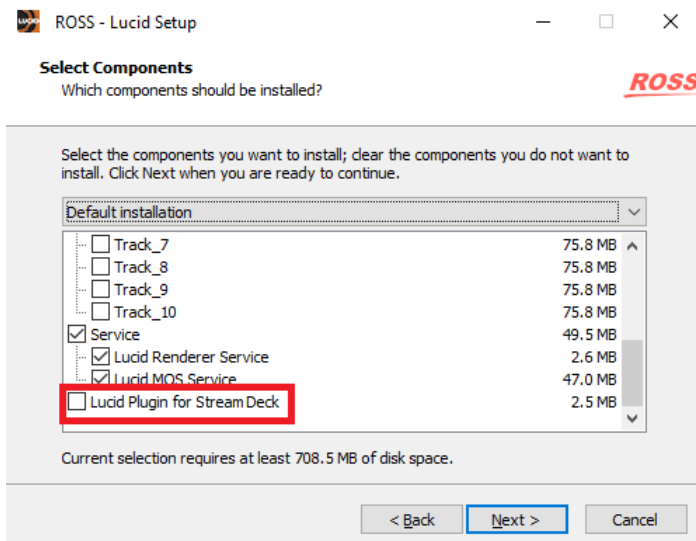 LUCID
ROSS - Lucid Setup
Select Components
Which components should be installed?
ROSS
Select the components you want to install; clear the components you do not want to
install. Click Next when you are ready to continue.
Default installation
Track_7 75.8 MB
Track_8 75.8 MB
Track_9 75.8 MB
Track_10 75.8 MB
Service 49.5 MB
Lucid Renderer Service 2.6 MB
Lucid MOS Service 47.0 MB
Lucid Plugin for Stream Deck 2.5 MB
Current selection requires at least 708.5 MB of disk space.
< Back Next > Cancel